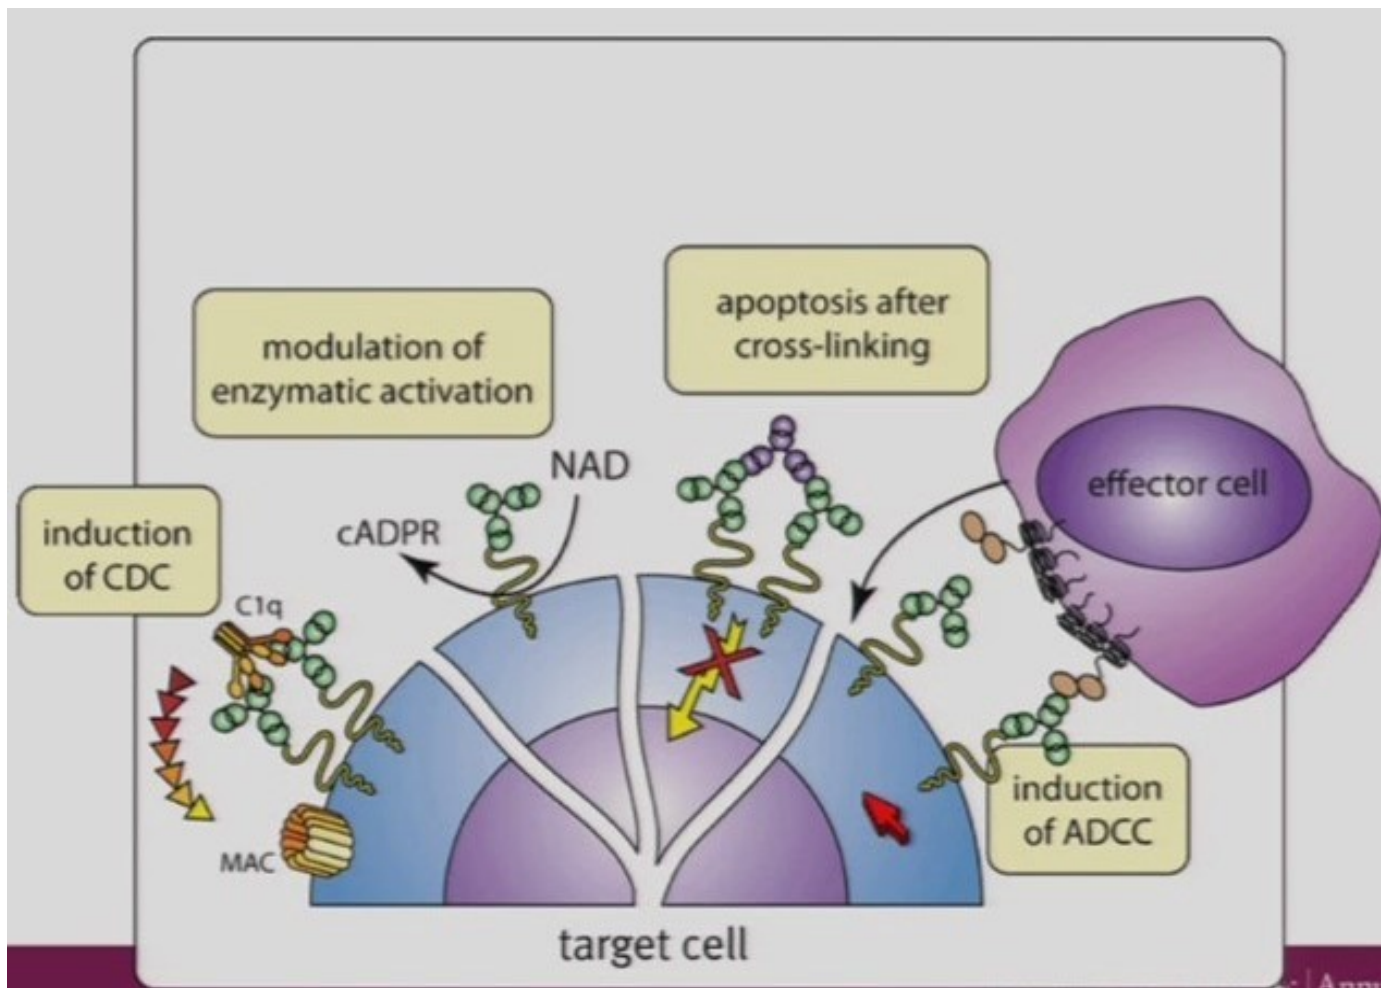 apoptosis after
cross-linking
modulation of
enzymatic activation
NAD
effector cell
cADPR
induction
of CDC
C1q
induction
of ADCC
MAC
target cell